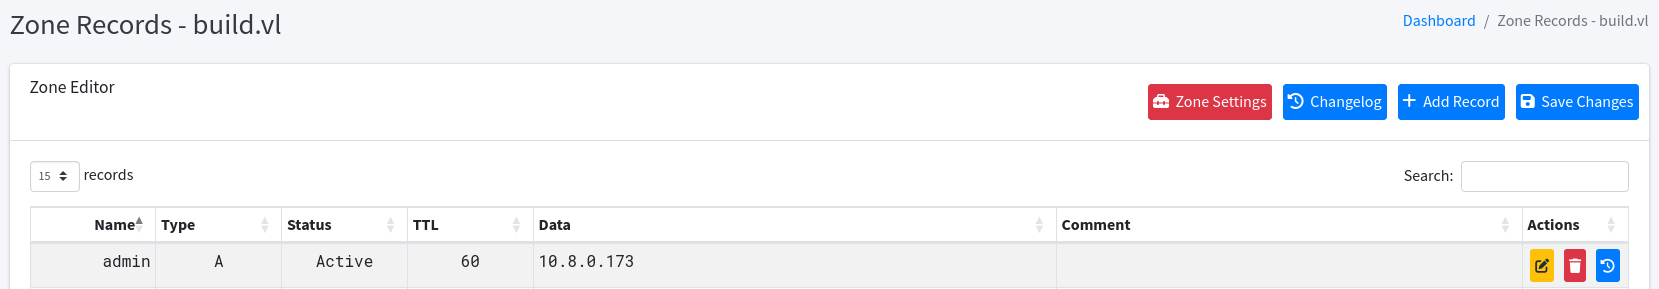 Zone Records - build.vl
Dashboard / Zone Records - build.vl
Zone Editor
Zone Settings Changelog Add Record Save Changes
15 records Search:
Name Type Status TTL Data Comment Actions
admin A Active 60 10.8.0.173